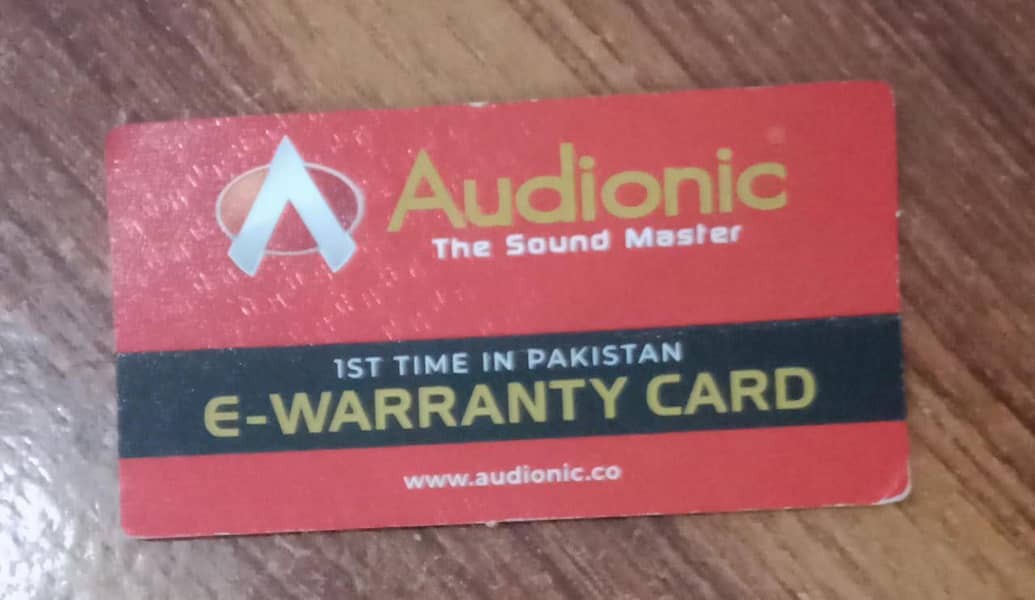 Audionic
The Sound Master
1ST TIME IN PAKISTAN
E-WARRANTY CARD
www.audionic.co